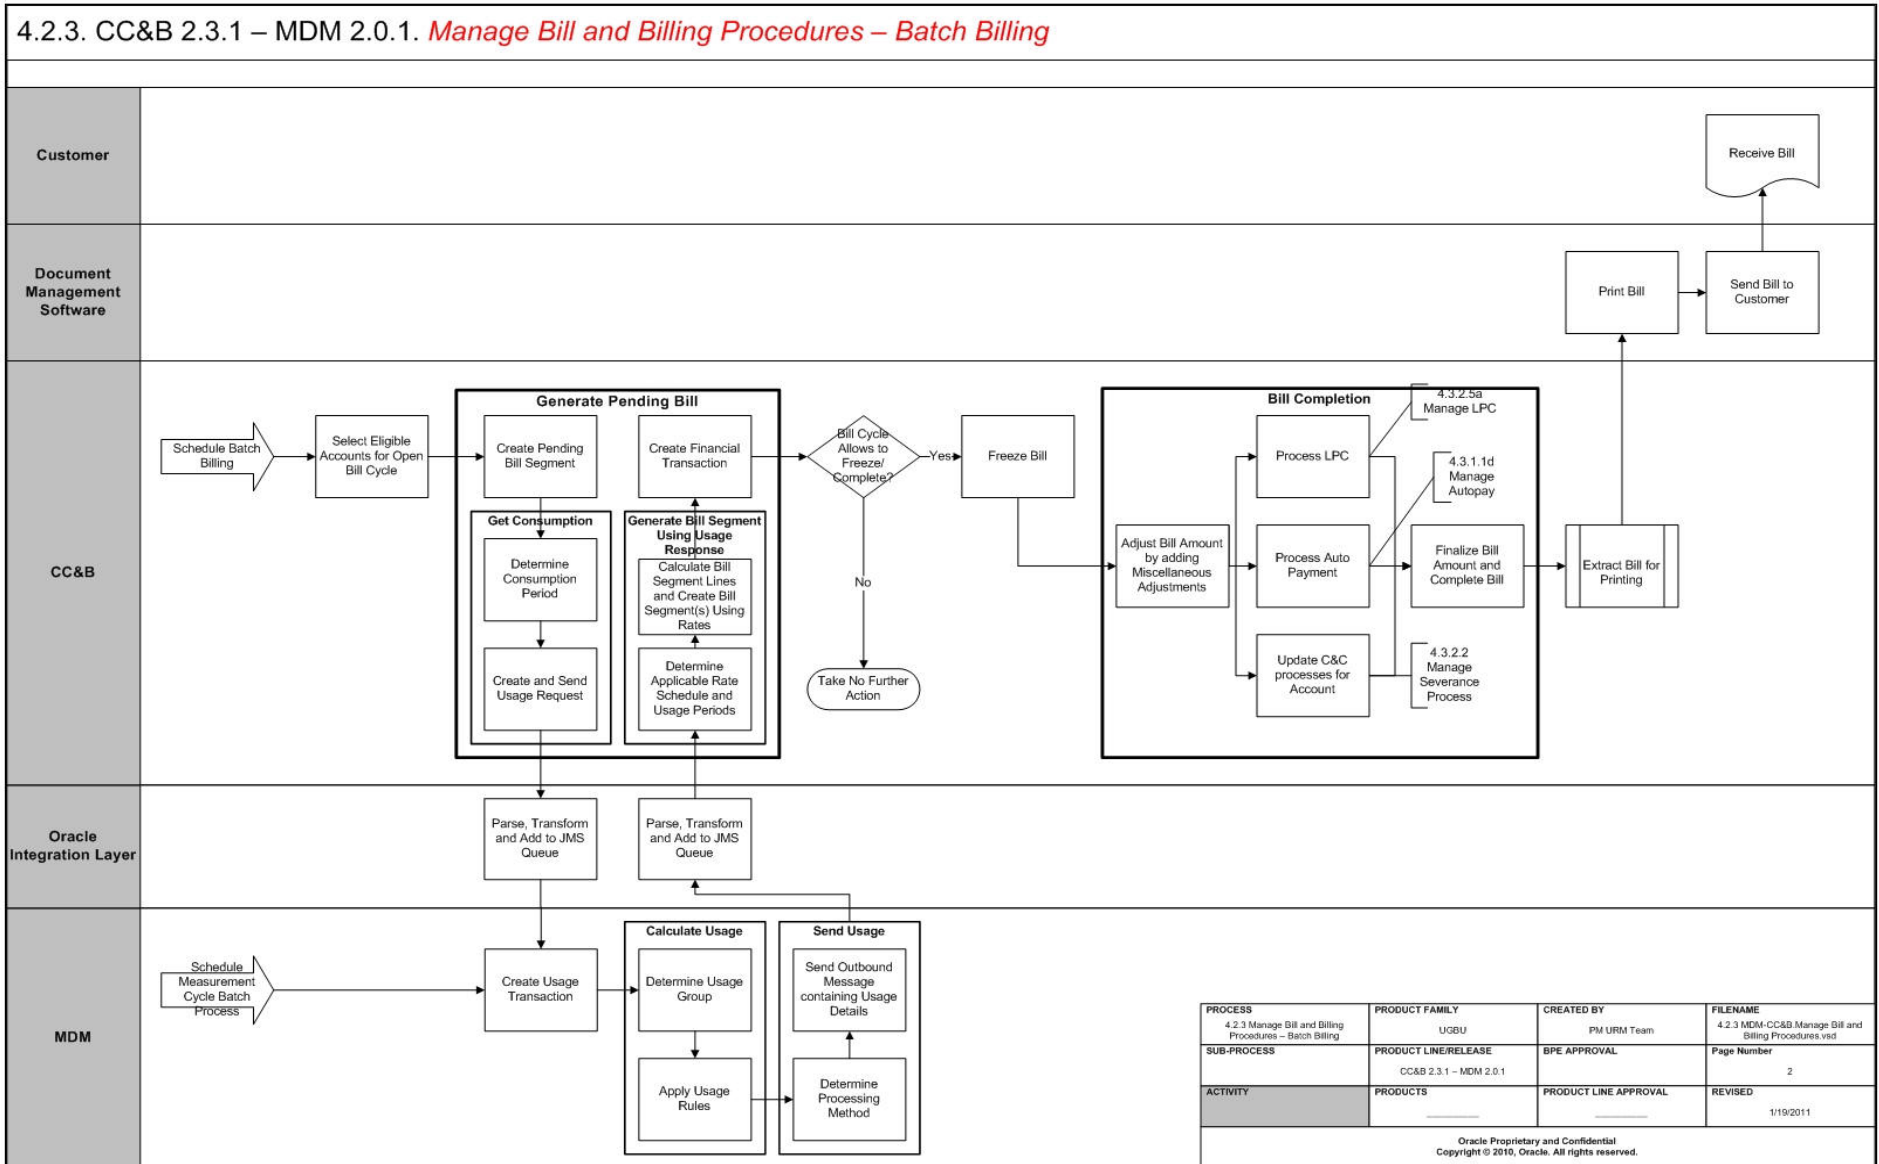 4.2.3. CC&B 2.3.1 – MDM 2.0.1. Manage Bill and Billing Procedures – Batch Billing
Customer
Receive Bill
Document
Management
Software
Print Bill
Send Bill to
Customer
CC&B
Schedule Batch
Billing
Select Eligible
Accounts for Open
Bill Cycle
Generate Pending Bill
Create Pending
Bill Segment
Get Consumption
Determine
Consumption
Period
Create and Send
Usage Request
Create Financial
Transaction
Generate Bill Segment
Using Usage
Response
Calculate Bill
Segment Lines
and Create Bill
Segment(s) Using
Rates
Determine
Applicable Rate
Schedule and
Usage Periods
Bill Cycle
Allows to
Freeze/
Complete?
Yes
No
Take No Further
Action
Freeze Bill
Bill Completion
Adjust Bill Amount
by adding
Miscellaneous
Adjustments
Process LPC
4.3.2.5a
Manage LPC
Process Auto
Payment
4.3.1.1d
Manage
Autopay
Update C&C
processes for
Account
4.3.2.2
Manage
Severance
Process
Finalize Bill
Amount and
Complete Bill
Extract Bill for
Printing
Oracle
Integration Layer
Parse, Transform
and Add to JMS
Queue
Parse, Transform
and Add to JMS
Queue
MDM
Schedule
Measurement
Cycle Batch
Process
Create Usage
Transaction
Calculate Usage
Determine Usage
Group
Apply Usage
Rules
Send Usage
Send Outbound
Message
containing Usage
Details
Determine
Processing
Method
PROCESS
4.2.3 Manage Bill and Billing
Procedures – Batch Billing
PRODUCT FAMILY
UGBU
CREATED BY
PM URM Team
FILENAME
4.2.3 MDM-CC&B.Manage Bill and
Billing Procedures.vsd
SUB-PROCESS
PRODUCT LINE/RELEASE
CC&B 2.3.1 – MDM 2.0.1
BPE APPROVAL
Page Number
2
ACTIVITY
PRODUCTS
PRODUCT LINE APPROVAL
REVISED
1/19/2011
Oracle Proprietary and Confidential
Copyright © 2010, Oracle. All rights reserved.